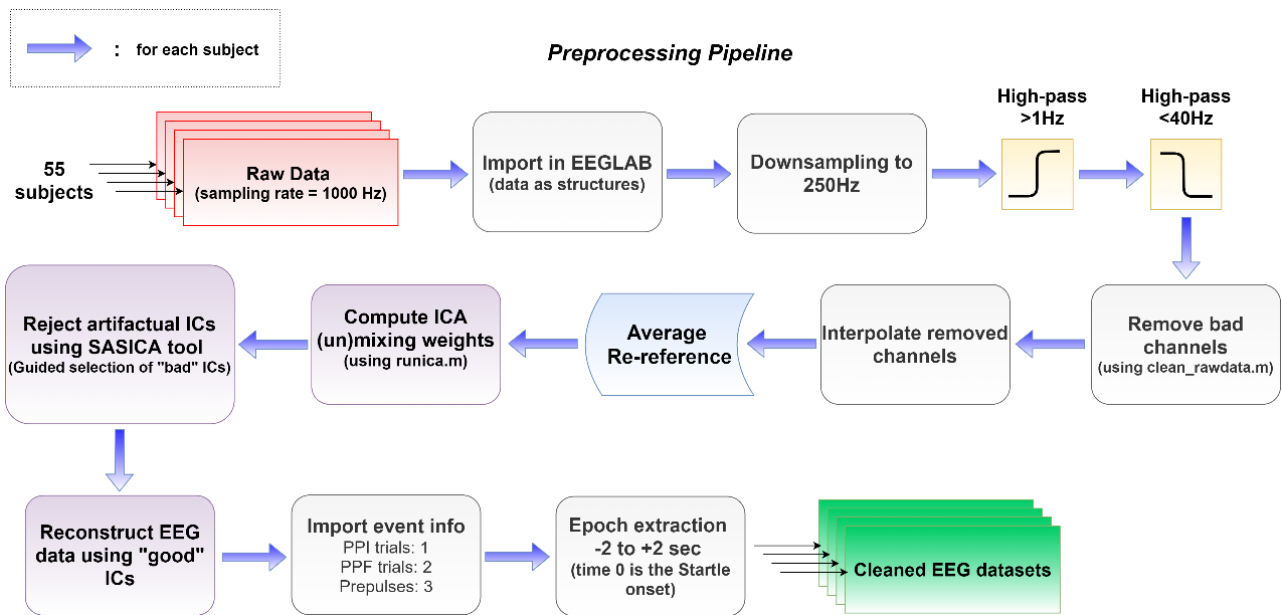 : for each subject
Preprocessing Pipeline
55
subjects
Raw Data
(sampling rate = 1000 Hz)
Import in EEGLAB
(data as structures)
Downsampling to
250Hz
High-pass
>1Hz
High-pass
<40Hz
Remove bad
channels
(using clean_rawdata.m)
Interpolate removed
channels
Average
Re-reference
Compute ICA
(un)mixing weights
(using runica.m)
Reject artifactual ICs
using SASICA tool
(Guided selection of "bad" ICs)
Reconstruct EEG
data using "good"
ICs
Import event info
PPI trials: 1
PPF trials: 2
Prepulses: 3
Epoch extraction
-2 to +2 sec
(time 0 is the Startle
onset)
Cleaned EEG datasets